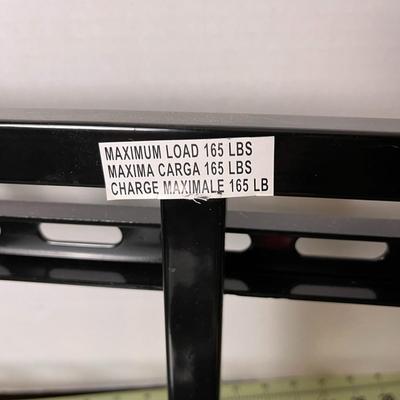 MAXIMUM LOAD 165 LBS
MAXIMA CARGA 165 LBS
CHARGE MAXIMALE 165 LB